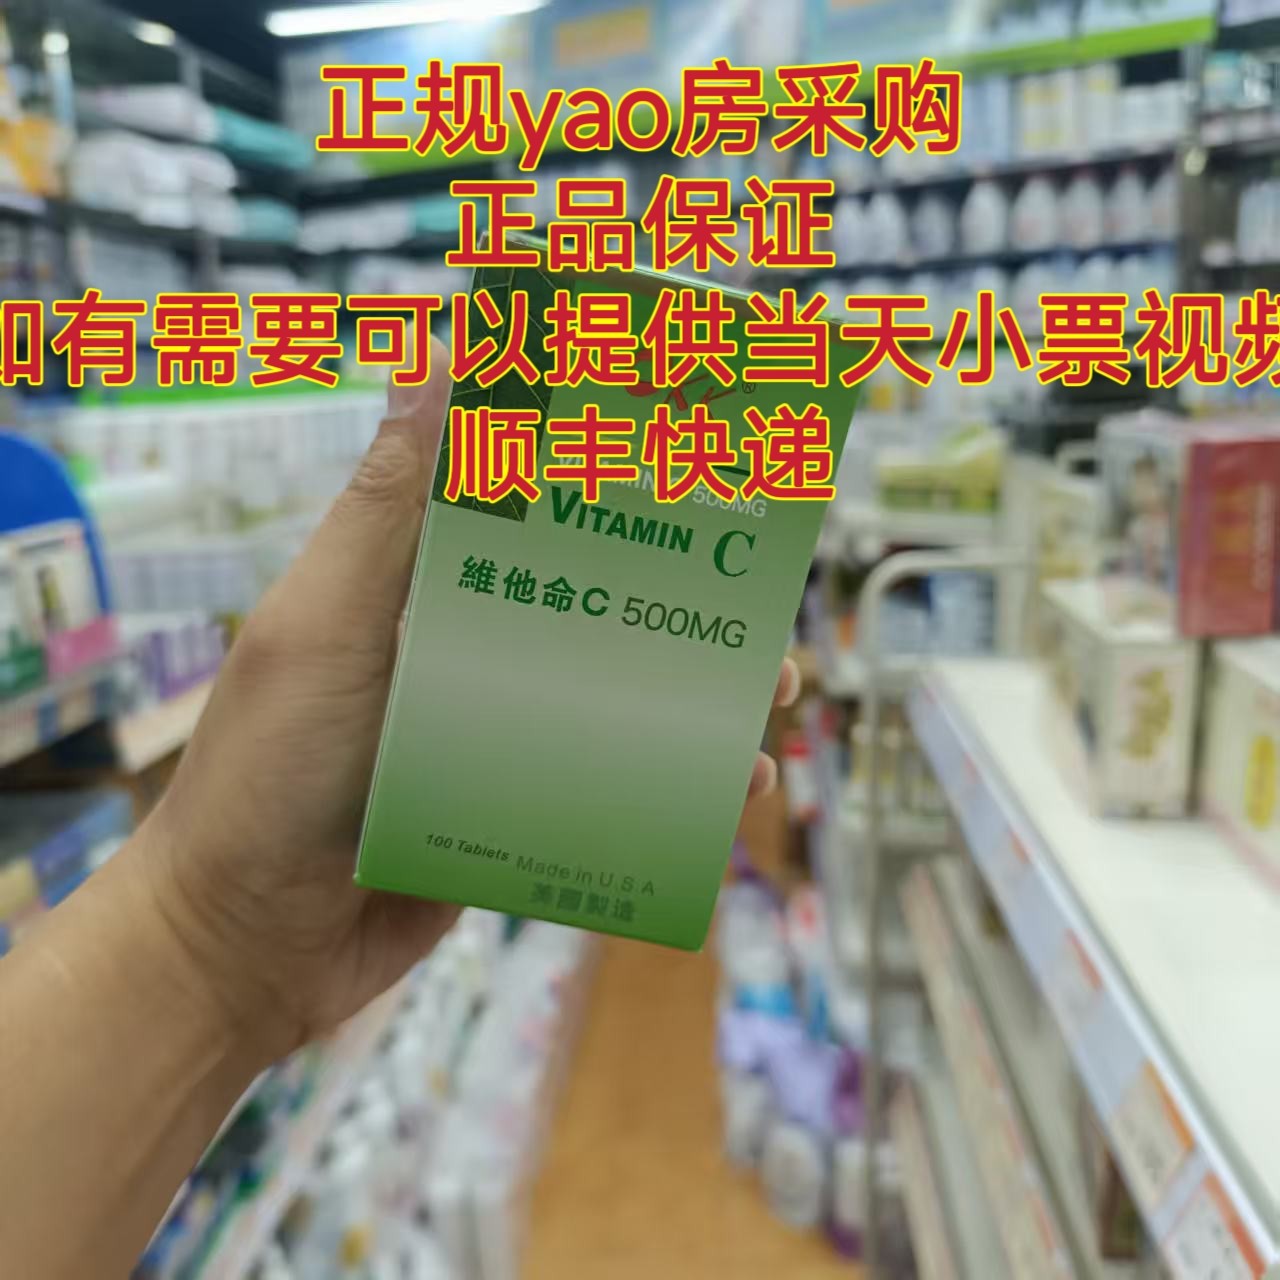 正规yao房采购
正品保证
如有需要可以提供当天小票视频
顺丰快递
500MG
VITAMIN C
維他命C 500MG
100 Tablets Made in U.S.A
美國製造